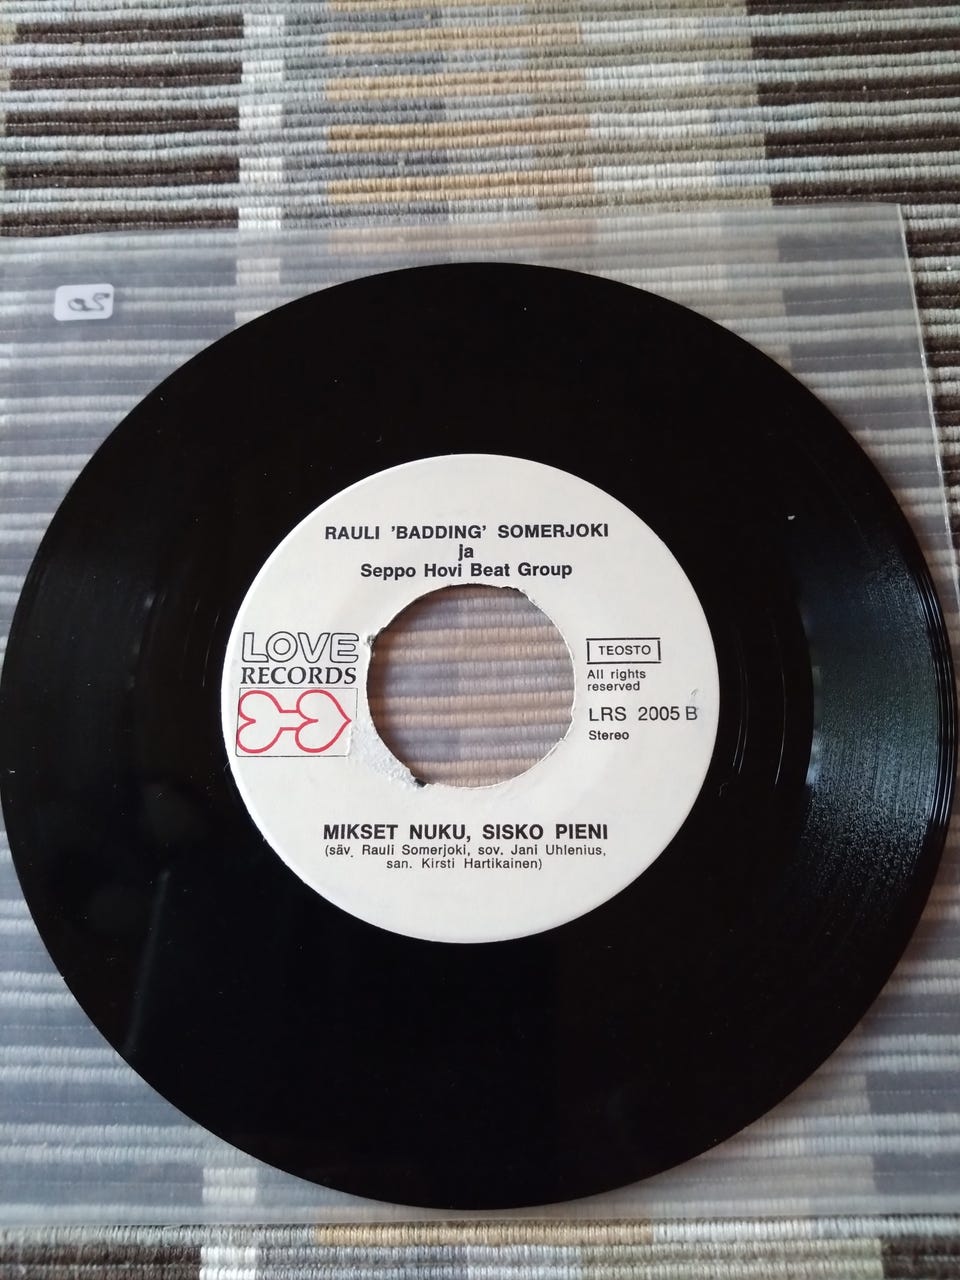 RAULI 'BADDING' SOMERJOKI
ja
Seppo Hovi Beat Group
LOVE
RECORDS
TEOSTO
All rights
reserved
LRS 2005 B
Stereo
MIKSET NUKU, SISKO PIENI
(säv. Rauli Somerjoki, sov. Jani Uhlenius,
san. Kirsti Hartikainen)